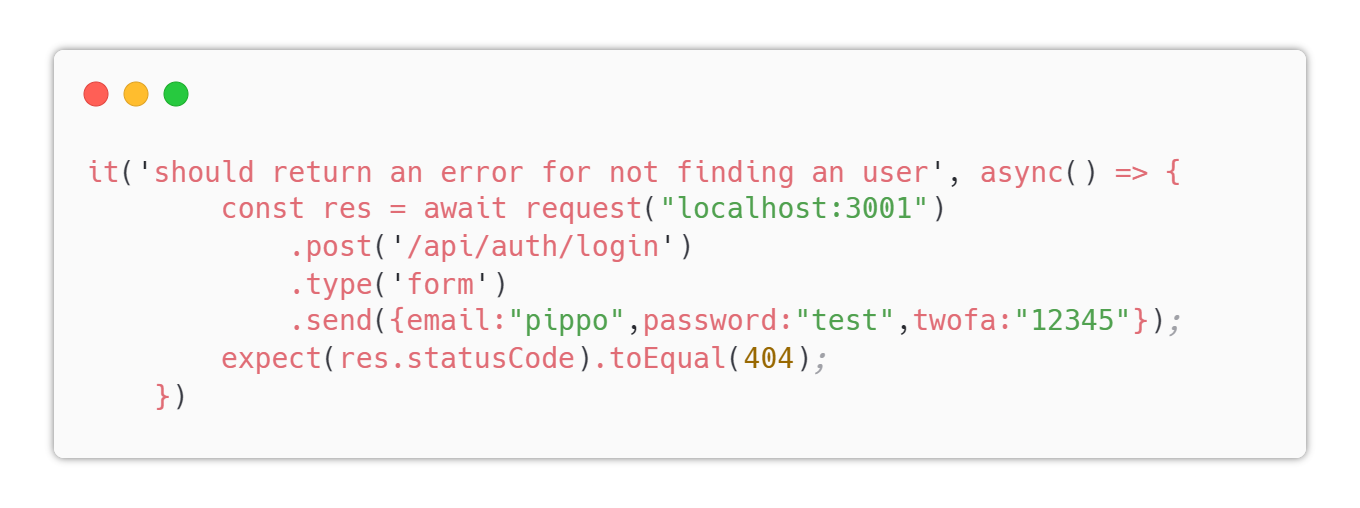 it('should return an error for not finding an user', async() => {
        const res = await request("localhost:3001")
            .post('/api/auth/login')
            .type('form')
            .send({email:"pippo",password:"test",twofa:"12345"});
        expect(res.statusCode).toEqual(404);
    })